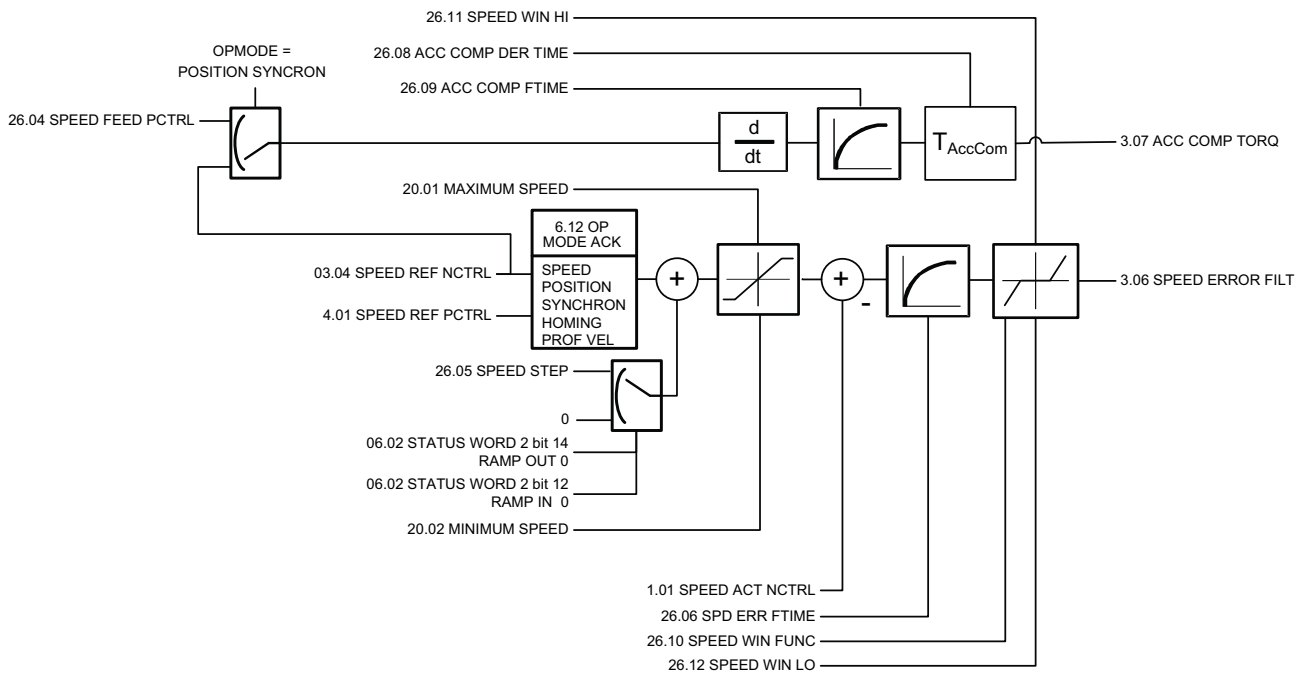 26.11 SPEED WIN HI
OPMODE =
POSITION SYNCRON
26.08 ACC COMP DER TIME
26.09 ACC COMP FTIME
26.04 SPEED FEED PCTRL
d
dt
TAccCom
3.07 ACC COMP TORQ
20.01 MAXIMUM SPEED
6.12 OP
MODE ACK
03.04 SPEED REF NCTRL
SPEED
POSITION
SYNCHRON
HOMING
PROF VEL
+
+
-
3.06 SPEED ERROR FILT
4.01 SPEED REF PCTRL
26.05 SPEED STEP
0
06.02 STATUS WORD 2 bit 14
RAMP OUT 0
06.02 STATUS WORD 2 bit 12
RAMP IN 0
20.02 MINIMUM SPEED
1.01 SPEED ACT NCTRL
26.06 SPD ERR FTIME
26.10 SPEED WIN FUNC
26.12 SPEED WIN LO